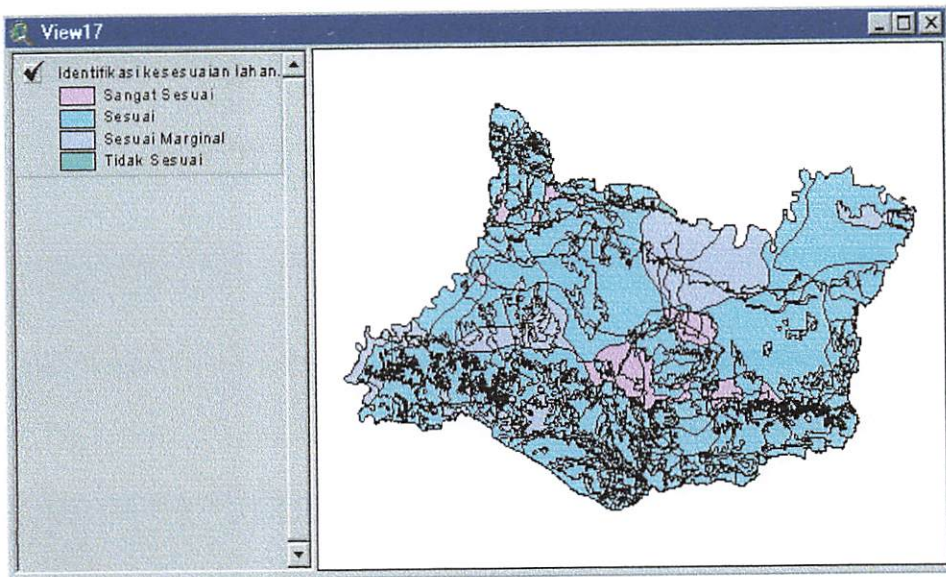 View17
Identifikasi kesesuaian lahan.
Sangat Sesuai
Sesuai
Sesuai Marginal
Tidak Sesuai